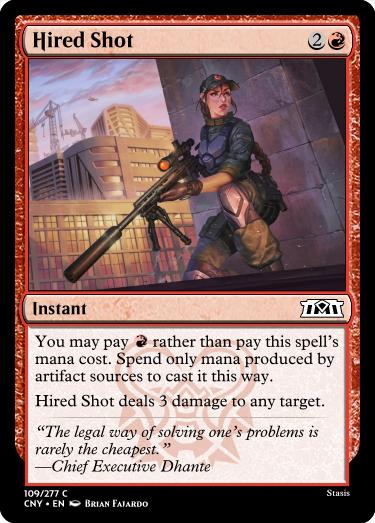 Hired Shot 2
Instant
You may pay rather than pay this spell's
mana cost. Spend only mana produced by
artifact sources to cast it this way.
Hired Shot deals 3 damage to any target.
"The legal way of solving one's problems is
rarely the cheapest."
—Chief Executive Dhante
109/277 C
Stasis
CNY • EN Brian Fajardo